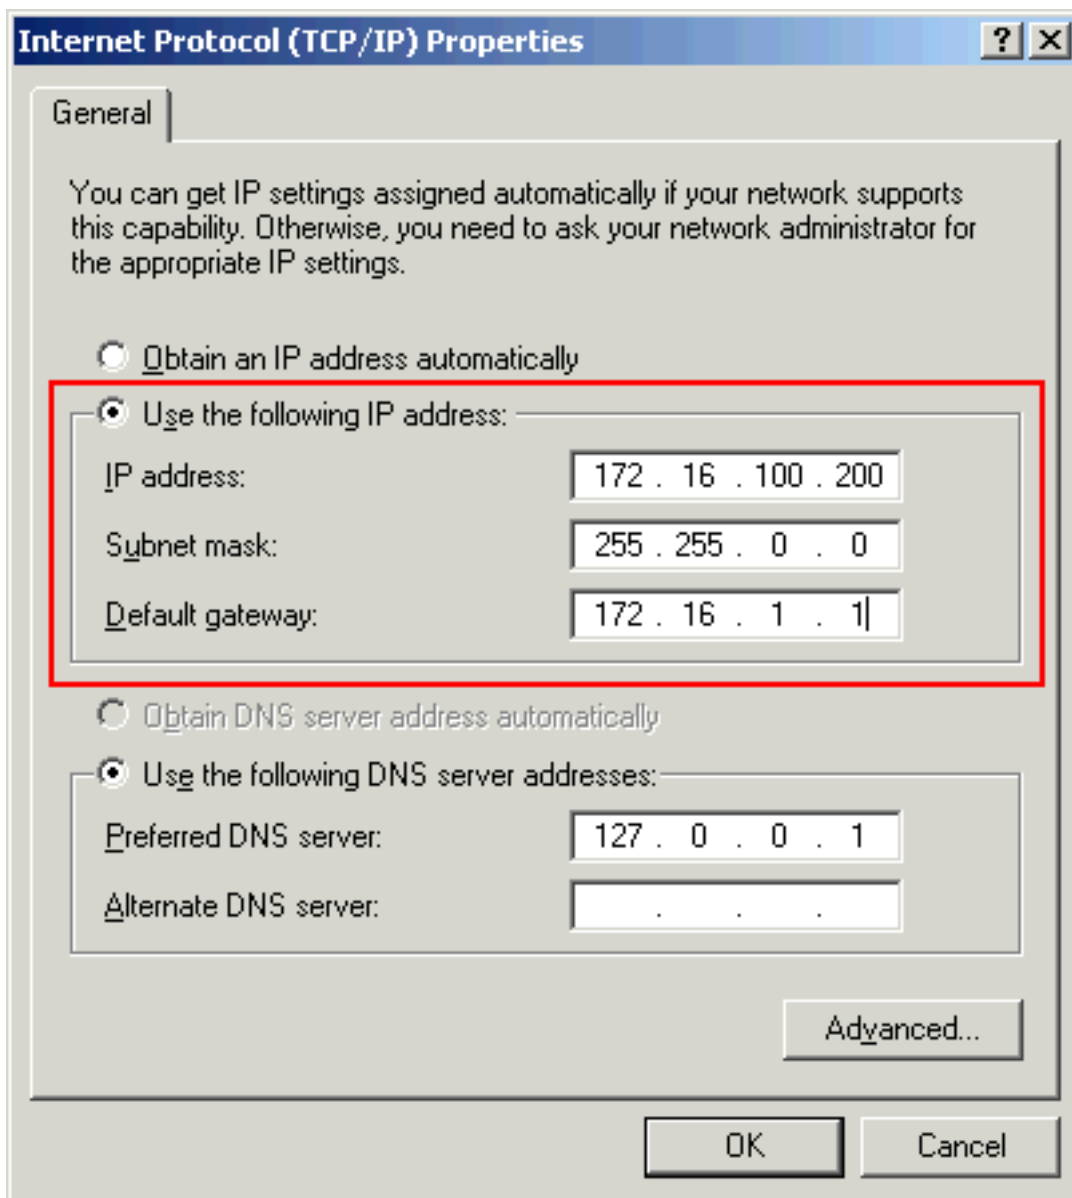 Internet Protocol (TCP/IP) Properties
General
You can get IP settings assigned automatically if your network supports
this capability. Otherwise, you need to ask your network administrator for
the appropriate IP settings.
Obtain an IP address automatically
Use the following IP address:
IP address: 172 . 16 . 100 . 200
Subnet mask: 255 . 255 . 0 . 0
Default gateway: 172 . 16 . 1 . 1
Obtain DNS server address automatically
Use the following DNS server addresses:
Preferred DNS server: 127 . 0 . 0 . 1
Alternate DNS server: . . .
Advanced...
OK Cancel